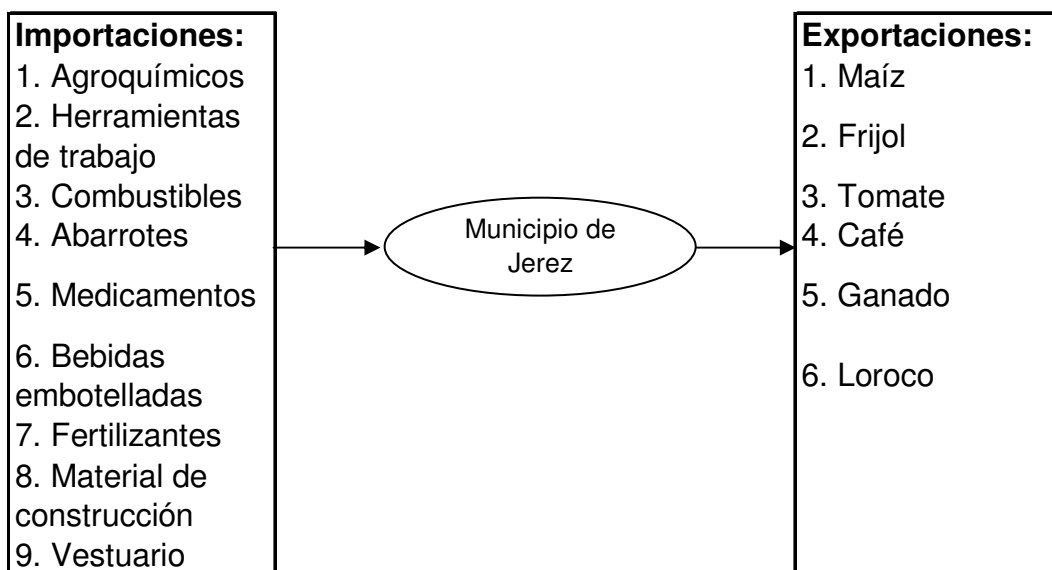 Importaciones:
1. Agroquímicos
2. Herramientas
de trabajo
3. Combustibles
4. Abarrotes
5. Medicamentos
6. Bebidas
embotelladas
7. Fertilizantes
8. Material de
construcción
9. Vestuario
Municipio de
Jerez
Exportaciones:
1. Maíz
2. Frijol
3. Tomate
4. Café
5. Ganado
6. Loroco